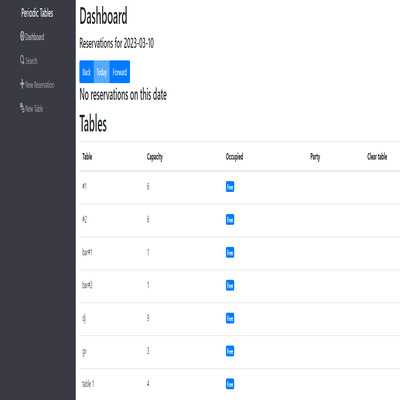 Periodic Tables
Dashboard
Search
New Reservation
New Table
Dashboard
Reservations for 2023-03-10
Back Today Forward
No reservations on this date
Tables
Table Capacity Occupied Party Clear table
#1 6 Free
#2 6 Free
bar#1 1 Free
bar#2 1 Free
dj 9 Free
gv 3 Free
table 1 4 Free